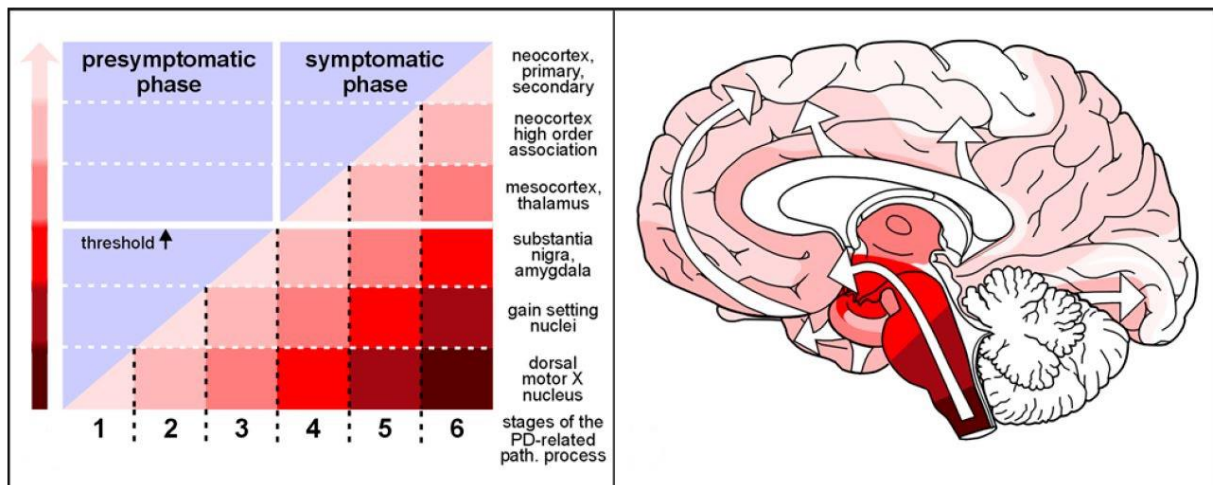 presymptomatic
phase
symptomatic
phase
neocortex,
primary,
secondary
neocortex
high order
association
mesocortex,
thalamus
threshold
substantia
nigra,
amygdala
gain setting
nuclei
dorsal
motor X
nucleus
1 2 3 4 5 6
stages of the
PD-related
path. process